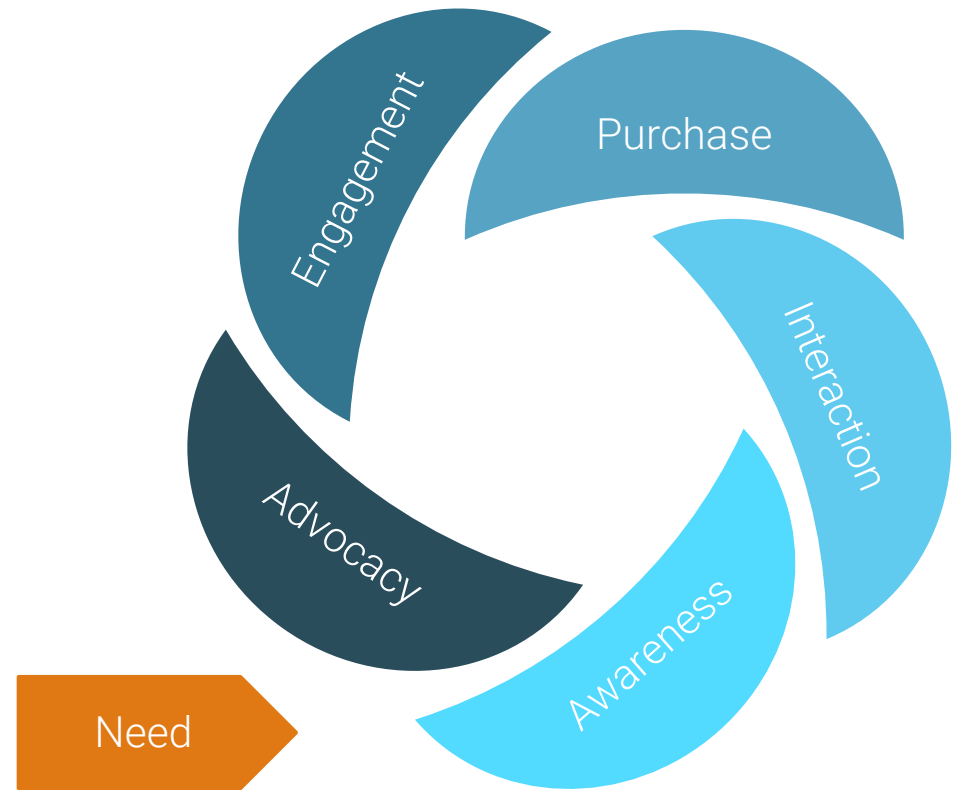 Engagement
Purchase
Interaction
Advocacy
Awareness
Need